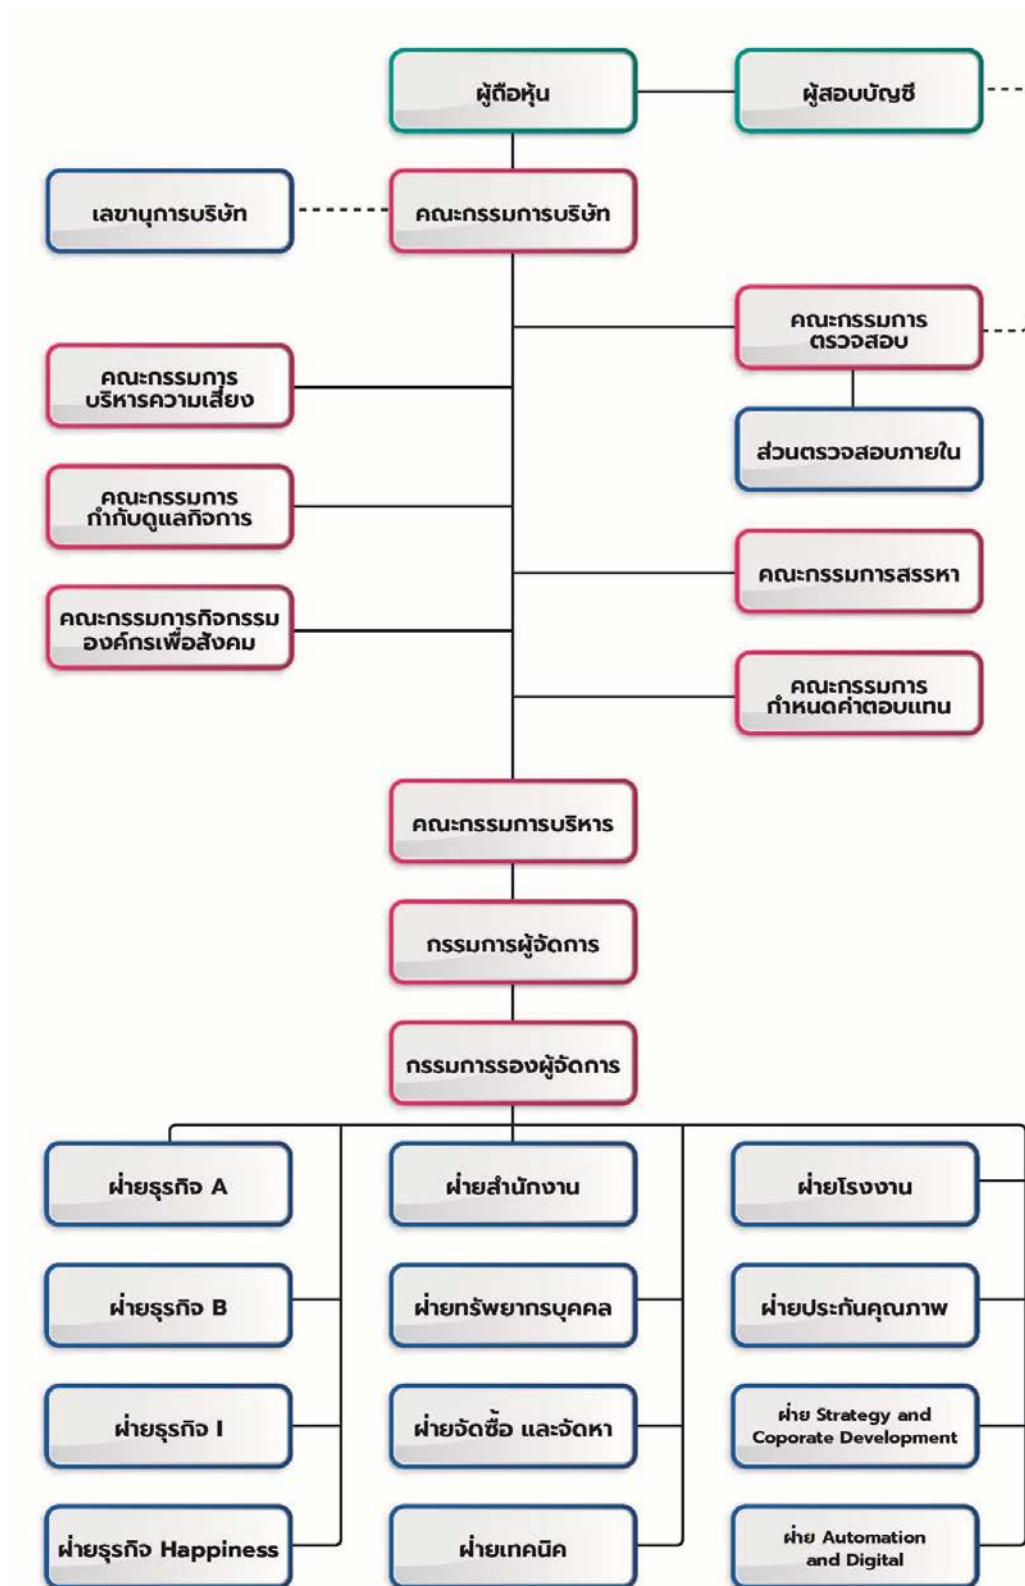 ผู้ถือหุ้น
ผู้สอบบัญชี
เลขานุการบริษัท
คณะกรรมการบริษัท
คณะกรรมการ
ตรวจสอบ
คณะกรรมการ
บริหารความเสี่ยง
ส่วนตรวจสอบภายใน
คณะกรรมการ
กำกับดูแลกิจการ
คณะกรรมการสรรหา
คณะกรรมการกิจกรรม
องค์กรเพื่อสังคม
คณะกรรมการ
กำหนดค่าตอบแทน
คณะกรรมการบริหาร
กรรมการผู้จัดการ
กรรมการรองผู้จัดการ
ฝ่ายธุรกิจ A
ฝ่ายสำนักงาน
ฝ่ายโรงงาน
ฝ่ายธุรกิจ B
ฝ่ายทรัพยากรบุคคล
ฝ่ายประกันคุณภาพ
ฝ่ายธุรกิจ I
ฝ่ายจัดซื้อ และจัดหา
ฝ่าย Strategy and
Coporate Development
ฝ่ายธุรกิจ Happiness
ฝ่ายเทคนิค
ฝ่าย Automation
and Digital